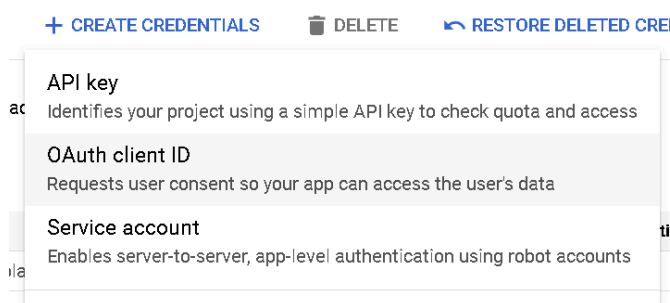 + CREATE CREDENTIALS DELETE RESTORE DELETED CRE
API key
Identifies your project using a simple API key to check quota and access
OAuth client ID
Requests user consent so your app can access the user's data
Service account
Enables server-to-server, app-level authentication using robot accounts